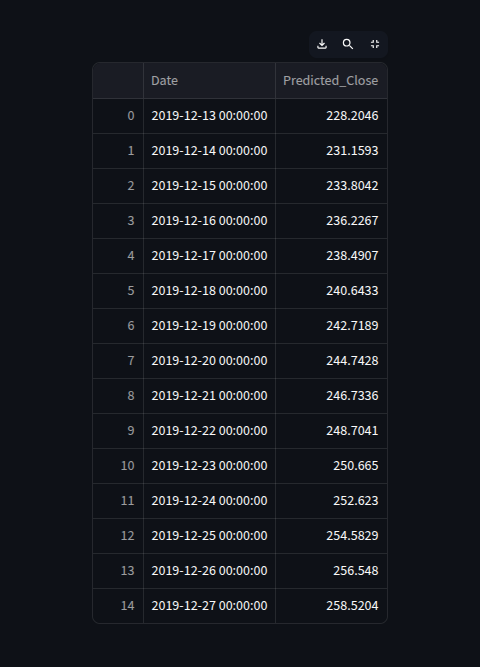 Date Predicted_Close
0 2019-12-13 00:00:00 228.2046
1 2019-12-14 00:00:00 231.1593
2 2019-12-15 00:00:00 233.8042
3 2019-12-16 00:00:00 236.2267
4 2019-12-17 00:00:00 238.4907
5 2019-12-18 00:00:00 240.6433
6 2019-12-19 00:00:00 242.7189
7 2019-12-20 00:00:00 244.7428
8 2019-12-21 00:00:00 246.7336
9 2019-12-22 00:00:00 248.7041
10 2019-12-23 00:00:00 250.665
11 2019-12-24 00:00:00 252.623
12 2019-12-25 00:00:00 254.5829
13 2019-12-26 00:00:00 256.548
14 2019-12-27 00:00:00 258.5204